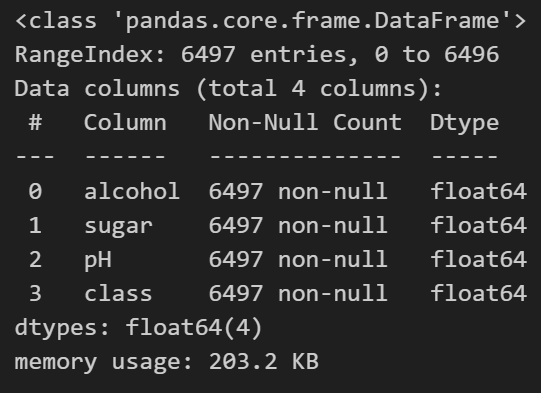 <class 'pandas.core.frame.DataFrame'>
RangeIndex: 6497 entries, 0 to 6496
Data columns (total 4 columns):
 #   Column   Non-Null Count  Dtype
---  ------   --------------  -----
 0   alcohol  6497 non-null   float64
 1   sugar    6497 non-null   float64
 2   pH       6497 non-null   float64
 3   class    6497 non-null   float64
dtypes: float64(4)
memory usage: 203.2 KB